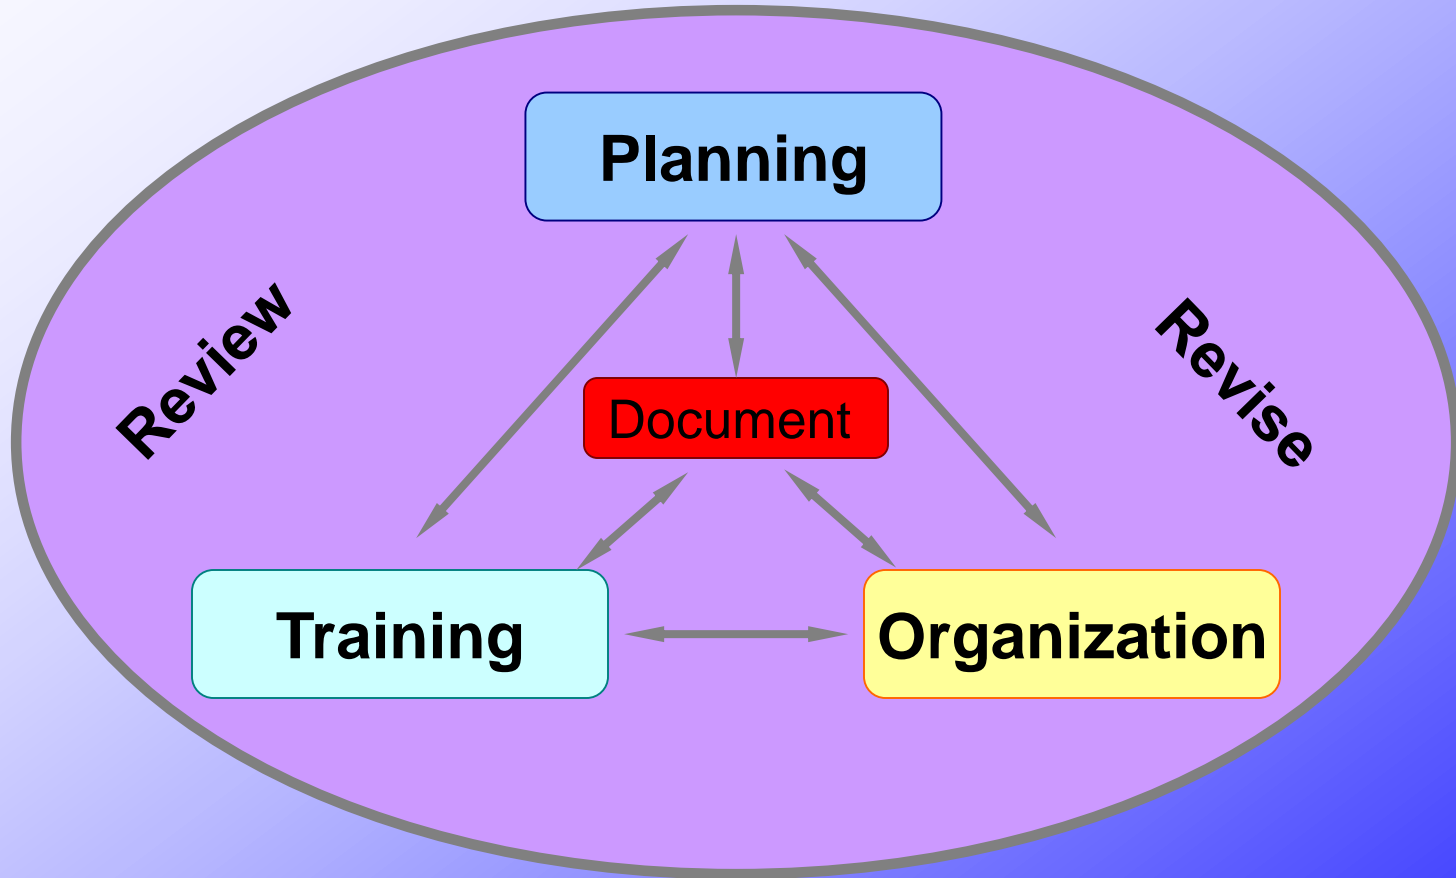 Planning
Review
Revise
Document
Training
Organization